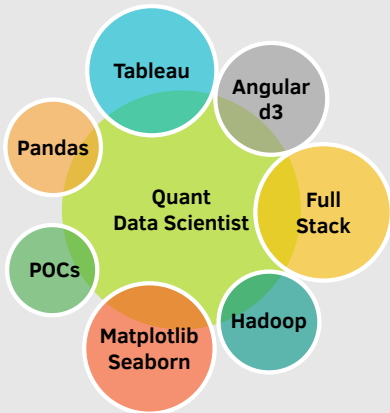 Tableau
Angular
d3
Pandas
Quant
Data Scientist
Full
Stack
POCs
Hadoop
Matplotlib
Seaborn